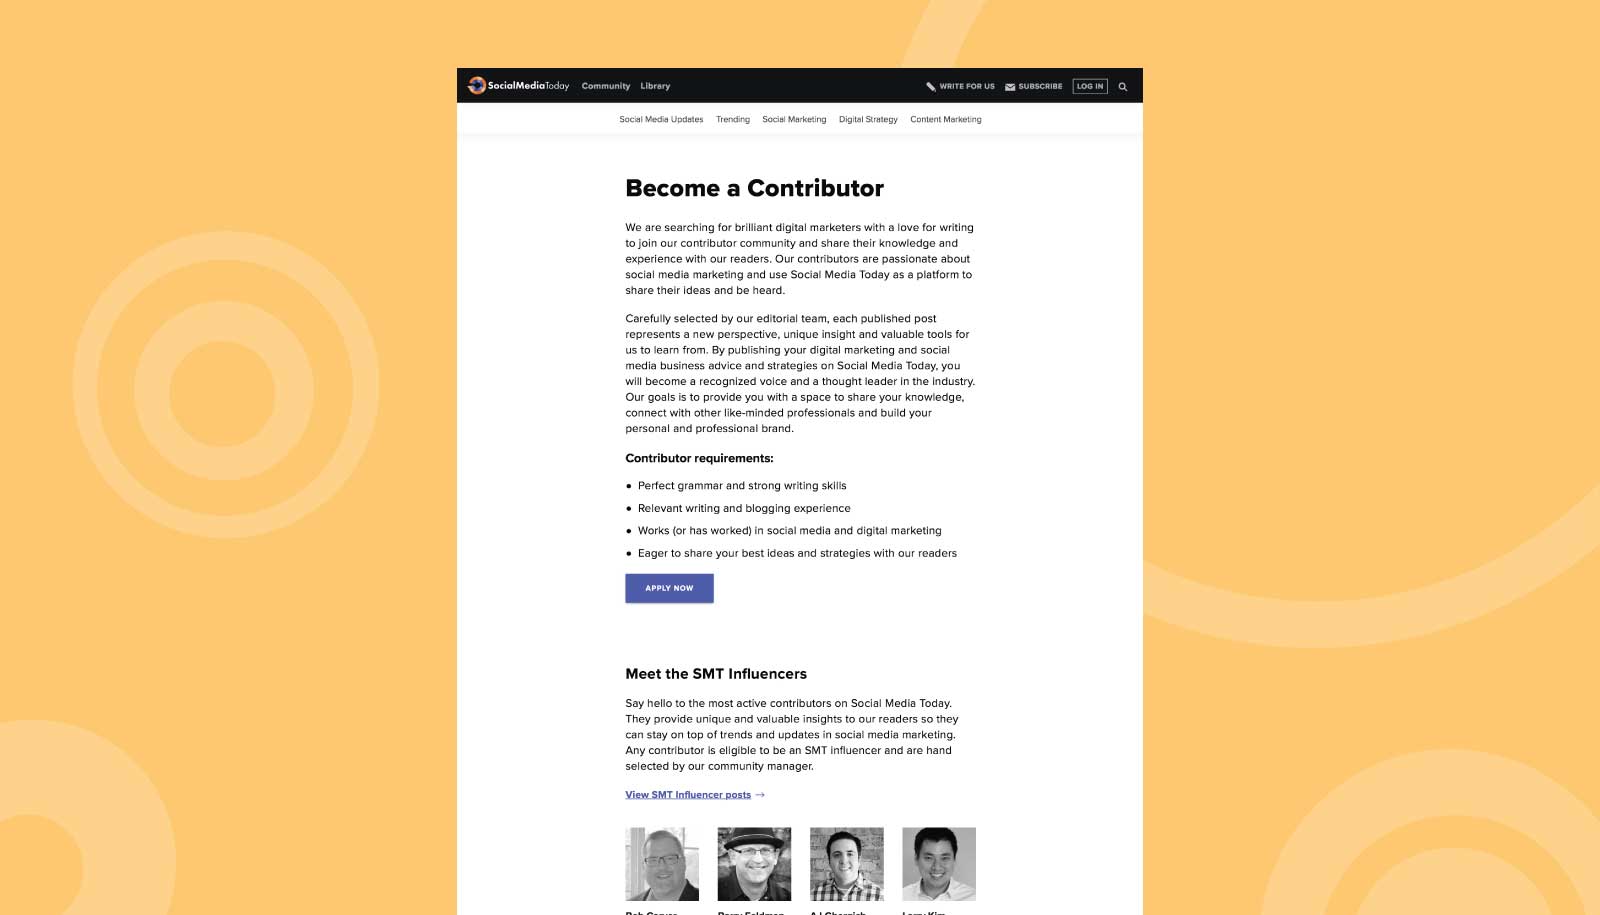 SocialMediaToday Community Library WRITE FOR US SUBSCRIBE LOG IN
Social Media Updates Trending Social Marketing Digital Strategy Content Marketing
Become a Contributor
We are searching for brilliant digital marketers with a love for writing
to join our contributor community and share their knowledge and
experience with our readers. Our contributors are passionate about
social media marketing and use Social Media Today as a platform to
share their ideas and be heard.
Carefully selected by our editorial team, each published post
represents a new perspective, unique insight and valuable tools for
us to learn from. By publishing your digital marketing and social
media business advice and strategies on Social Media Today, you
will become a recognized voice and a thought leader in the industry.
Our goals is to provide you with a space to share your knowledge,
connect with other like-minded professionals and build your
personal and professional brand.
Contributor requirements:
• Perfect grammar and strong writing skills
• Relevant writing and blogging experience
• Works (or has worked) in social media and digital marketing
• Eager to share your best ideas and strategies with our readers
APPLY NOW
Meet the SMT Influencers
Say hello to the most active contributors on Social Media Today.
They provide unique and valuable insights to our readers so they
can stay on top of trends and updates in social media marketing.
Any contributor is eligible to be an SMT influencer and are hand
selected by our community manager.
View SMT Influencer posts →